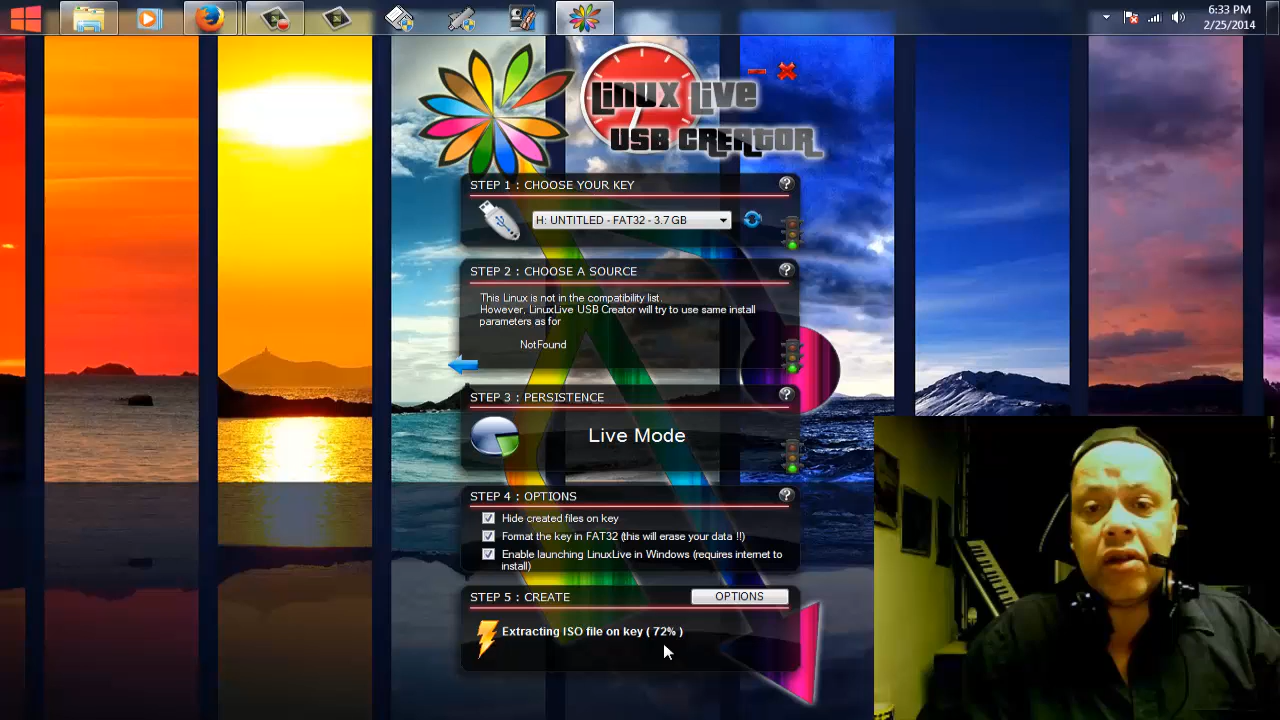 6:33 PM
2/25/2014
Linux Live
USB Creator
STEP 1 : CHOOSE YOUR KEY
?
H: UNTITLED - FAT32 - 3.7 GB
STEP 2 : CHOOSE A SOURCE
?
This Linux is not in the compatibility list.
However, LinuxLive USB Creator will try to use same install
parameters as for
NotFound
STEP 3 : PERSISTENCE
?
Live Mode
STEP 4 : OPTIONS
?
Hide created files on key
Format the key in FAT32 (this will erase your data !!)
Enable launching LinuxLive in Windows (requires internet to
install)
STEP 5 : CREATE
OPTIONS
Extracting ISO file on key ( 72% )